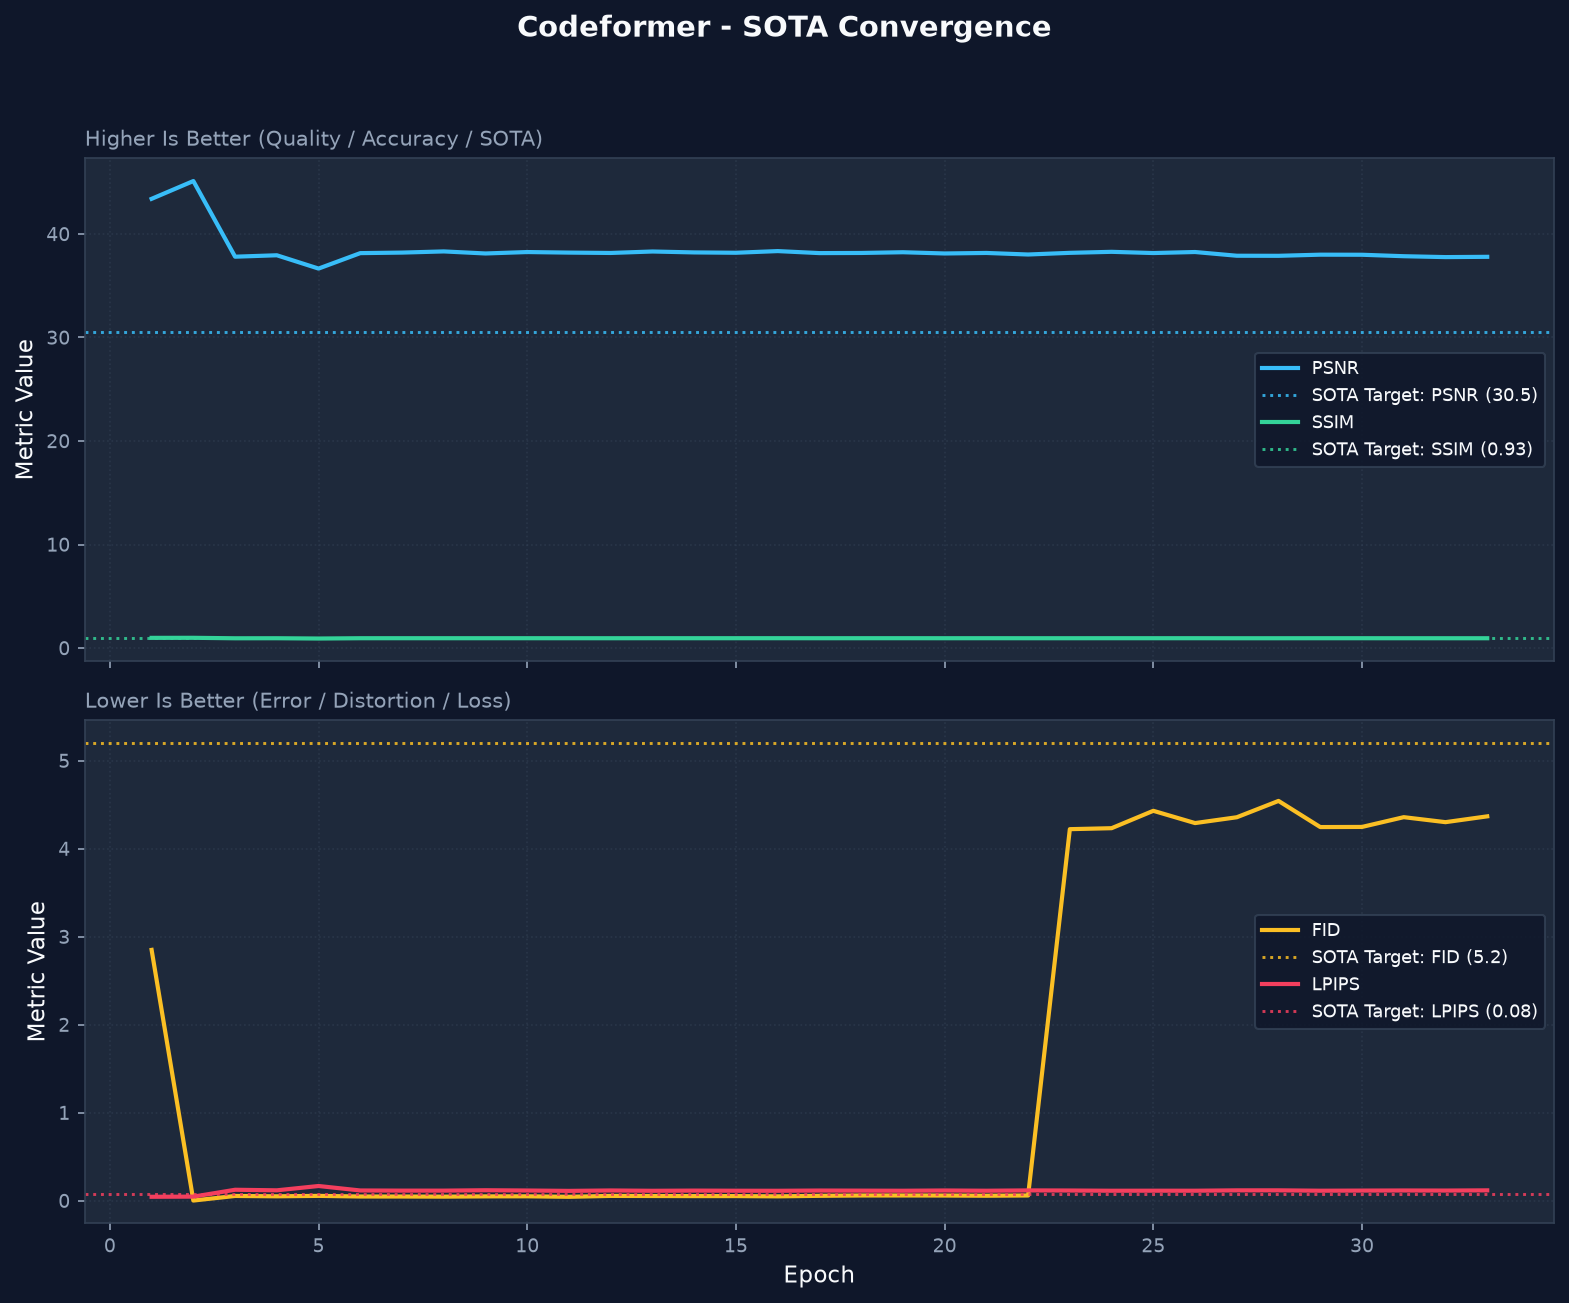 Codeformer - SOTA Convergence
Higher Is Better (Quality / Accuracy / SOTA)
Metric Value
40
30
20
10
0
PSNR
SOTA Target: PSNR (30.5)
SSIM
SOTA Target: SSIM (0.93)
Lower Is Better (Error / Distortion / Loss)
Metric Value
5
4
3
2
1
0
FID
SOTA Target: FID (5.2)
LPIPS
SOTA Target: LPIPS (0.08)
0 5 10 15 20 25 30
Epoch